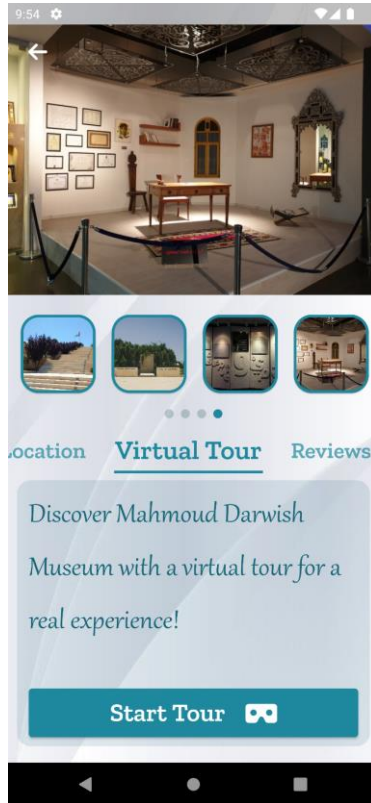 9:54
ocation Virtual Tour Reviews
Discover Mahmoud Darwish
Museum with a virtual tour for a
real experience!
Start Tour